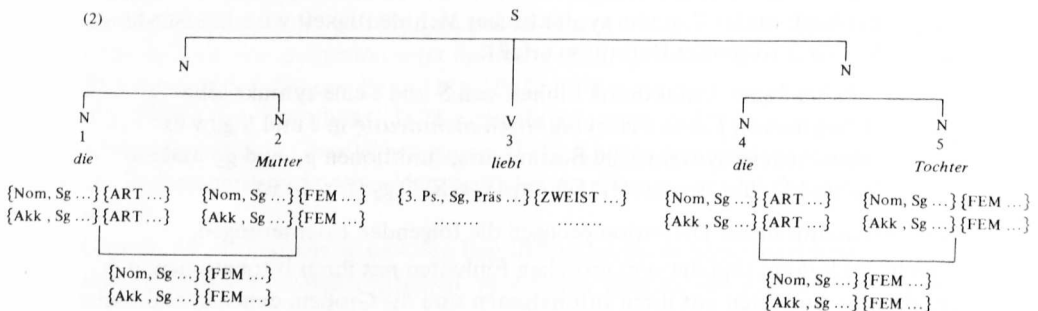 (2) S
N N
N N V N N
1 2 3 4 5
die Mutter liebt die Tochter
{Nom, Sg ...} {ART ...} {Nom, Sg ...} {FEM ...} {3. Ps., Sg, Präs ...} {ZWEIST ...} {Nom, Sg ...} {ART ...} {Nom, Sg ...} {FEM ...}
{Akk , Sg ...} {ART ...} {Akk , Sg ...} {FEM ...} ........ ........ {Akk , Sg ...} {ART ...} {Akk , Sg ...} {FEM ...}
{Nom, Sg ...} {FEM ...} {Nom, Sg ...} {FEM ...}
{Akk , Sg ...} {FEM ...} {Akk , Sg ...} {FEM ...}